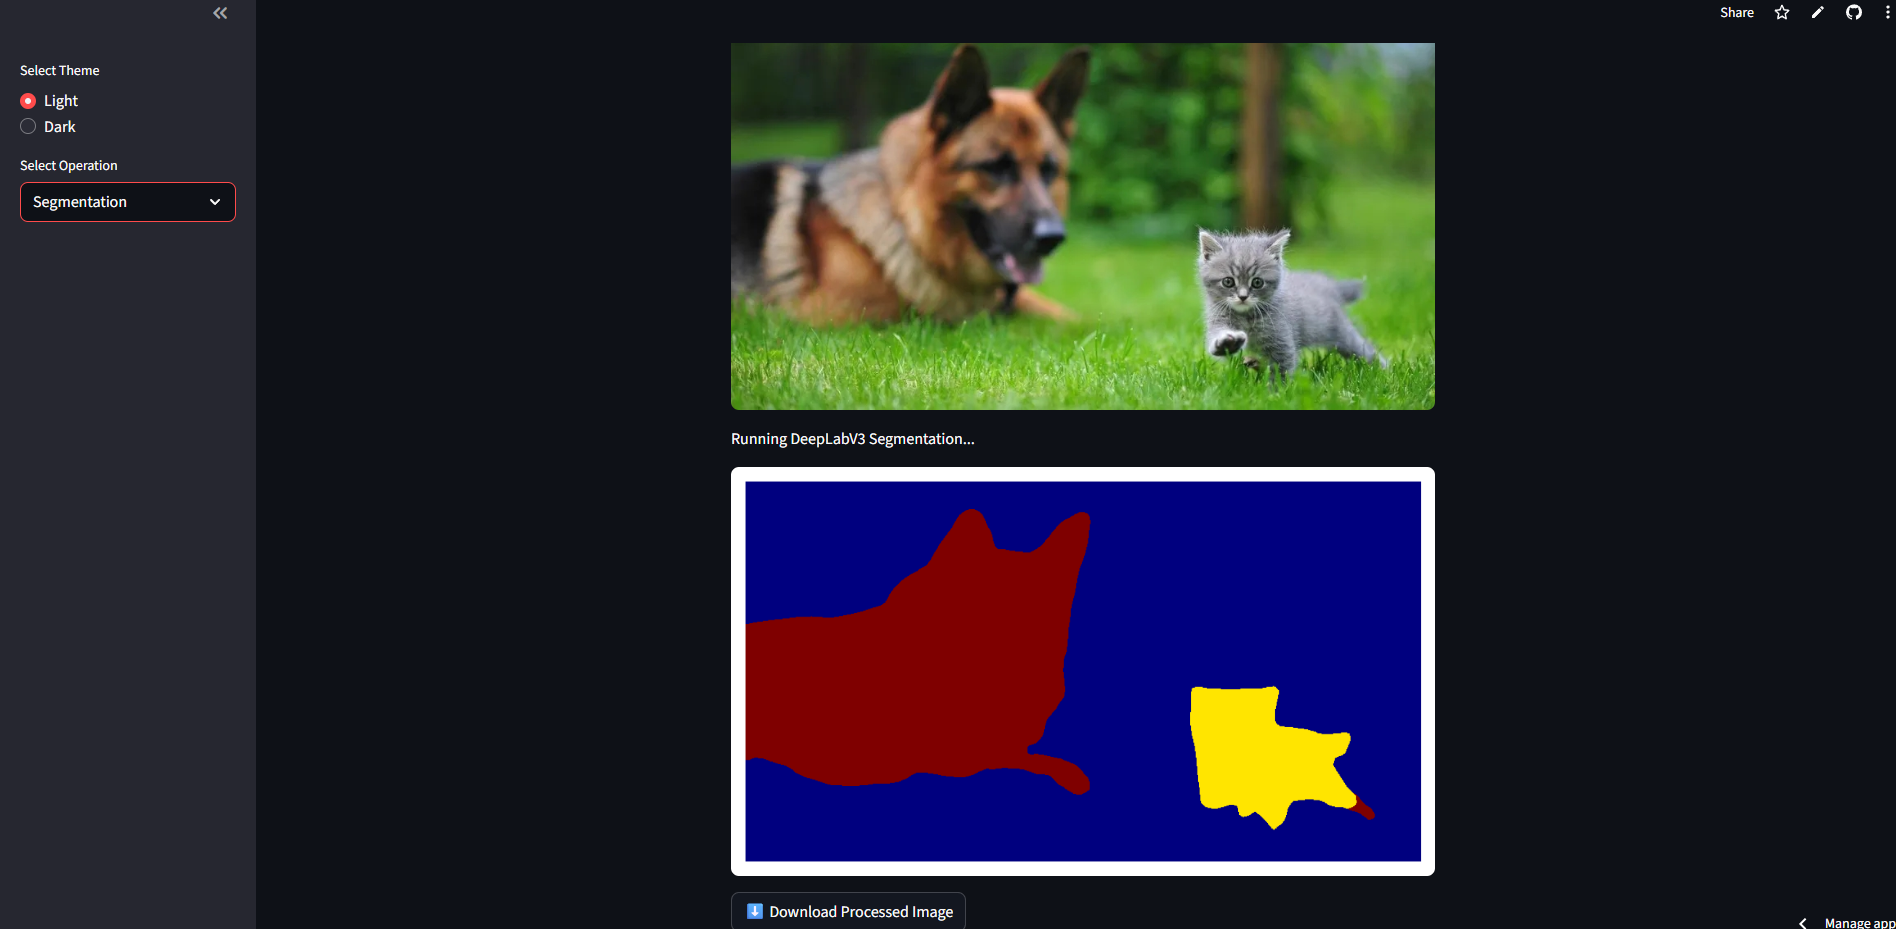 Share
Select Theme
Light
Dark
Select Operation
Segmentation
Running DeepLabV3 Segmentation...
Download Processed Image
Manage app